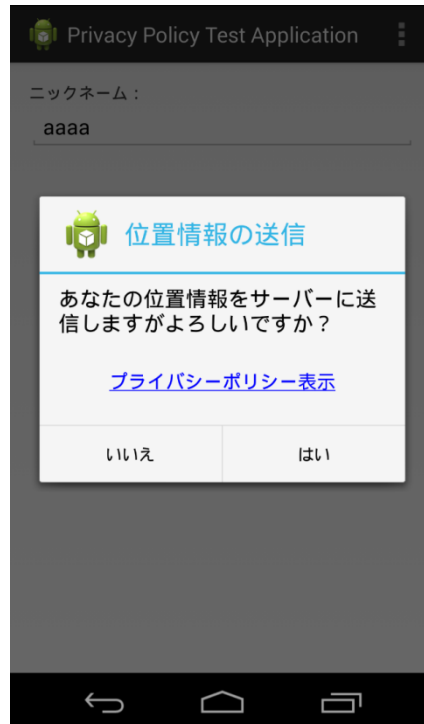 Privacy Policy Test Application
ニックネーム：
aaaa
位置情報の送信
あなたの位置情報をサーバーに送
信しますがよろしいですか？
プライバシーポリシー表示
いいえ
はい